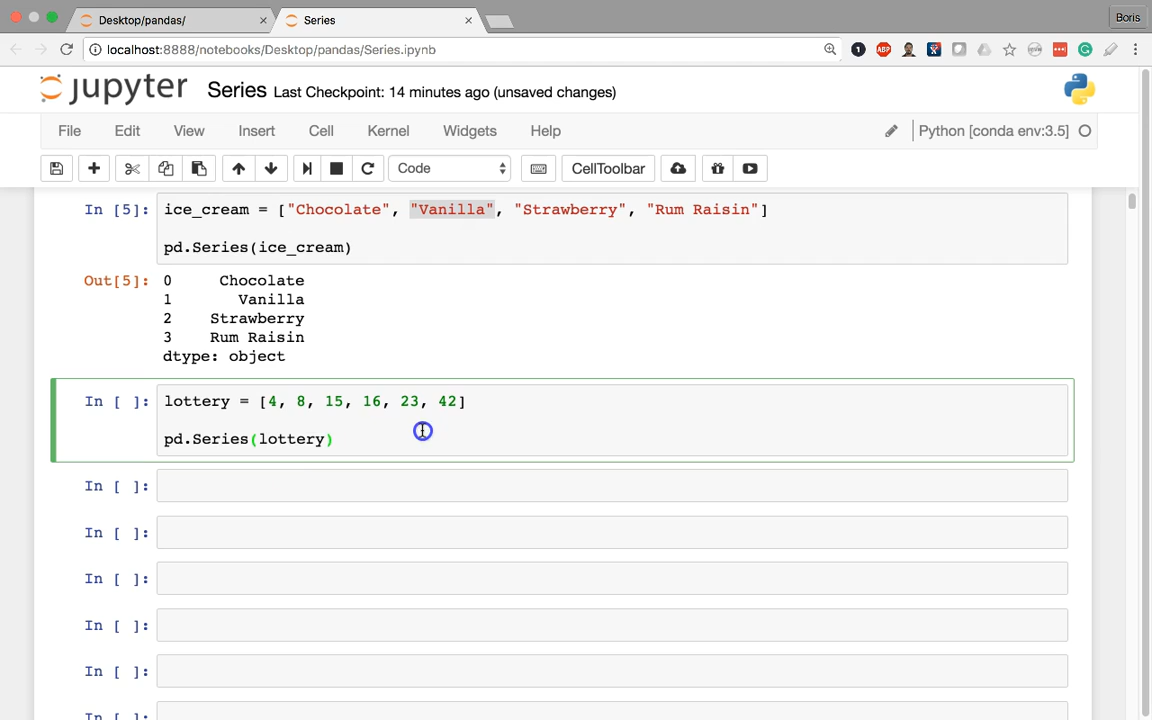 Desktop/pandas/ × Series × Boris
localhost:8888/notebooks/Desktop/pandas/Series.ipynb
jupyter Series Last Checkpoint: 14 minutes ago (unsaved changes)
File Edit View Insert Cell Kernel Widgets Help Python [conda env:3.5]
Code CellToolbar
In [5]: ice_cream = ["Chocolate", "Vanilla", "Strawberry", "Rum Raisin"]
pd.Series(ice_cream)
Out[5]: 0 Chocolate
1 Vanilla
2 Strawberry
3 Rum Raisin
dtype: object
In [ ]: lottery = [4, 8, 15, 16, 23, 42]
pd.Series(lottery)
In [ ]:
In [ ]:
In [ ]:
In [ ]:
In [ ]:
In [ ]: